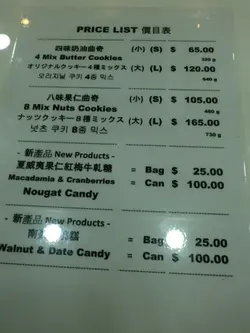 PRICE LIST 價目表
四味奶油曲奇 (小) (S) $ 65.00
4 Mix Butter Cookies
オリジナルクッキー4種ミックス (大) (L) $ 120.00
오리지널 쿠키 4종 믹스 640 g
八味果仁曲奇 (小) (S) $ 105.00
8 Mix Nuts Cookies 400 g
ナッツクッキー8種ミックス (大) (L) $ 165.00
넛츠 쿠키 8종 믹스 730 g
- 新產品 New Products -
夏威夷果仁紅莓牛軋糖 = Bag $ 25.00
Macadamia & Cranberries = Can $ 100.00
Nougat Candy
- 新產品 New Products -
南 糕 = Bag $ 25.00
Walnut & Date Candy = Can $ 100.00